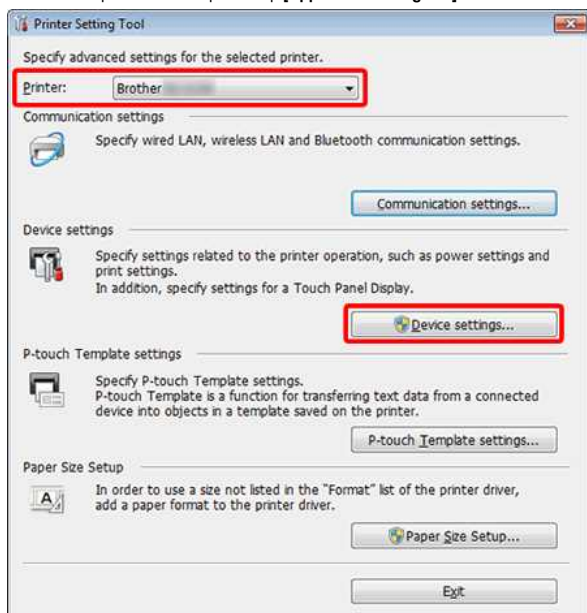 Printer Setting Tool
Specify advanced settings for the selected printer.
Printer: Brother
Communication settings
Specify wired LAN, wireless LAN and Bluetooth communication settings.
Communication settings...
Device settings
Specify settings related to the printer operation, such as power settings and
print settings.
In addition, specify settings for a Touch Panel Display.
Device settings...
P-touch Template settings
Specify P-touch Template settings.
P-touch Template is a function for transferring text data from a connected
device into objects in a template saved on the printer.
P-touch Template settings...
Paper Size Setup
In order to use a size not listed in the "Format" list of the printer driver,
add a paper format to the printer driver.
A
Paper Size Setup...
Exit